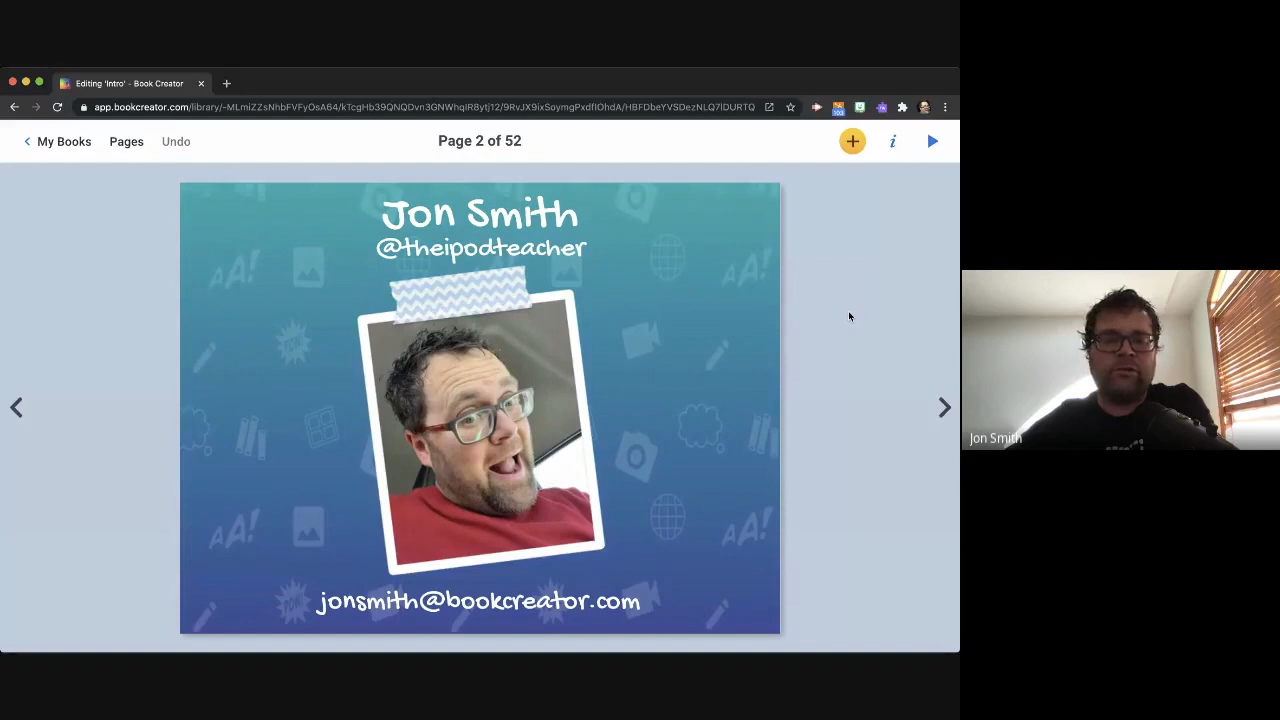 Editing 'Intro' - Book Creator
My Books
Pages
Undo
Page 2 of 52
Jon Smith
@theipodteacher
jonsmith@bookcreator.com
Jon Smith